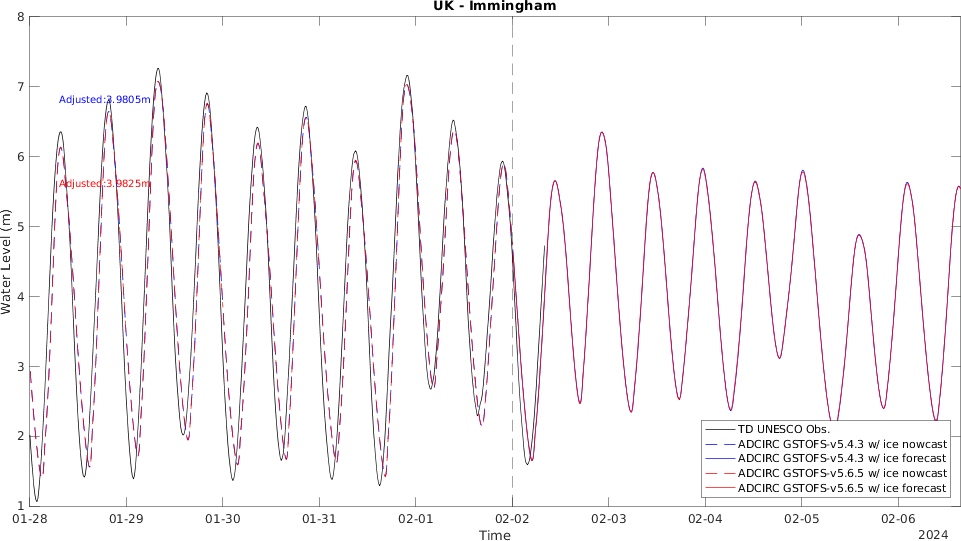 UK - Immingham
8
7
6
5
4
3
2
1
Water Level (m)
Adjusted:3.9805m
Adjusted:3.9825m
TD UNESCO Obs.
ADCIRC GSTOFS-v5.4.3 w/ ice nowcast
ADCIRC GSTOFS-v5.4.3 w/ ice forecast
ADCIRC GSTOFS-v5.6.5 w/ ice nowcast
ADCIRC GSTOFS-v5.6.5 w/ ice forecast
01-28 01-29 01-30 01-31 02-01 02-02 02-03 02-04 02-05 02-06
Time
2024